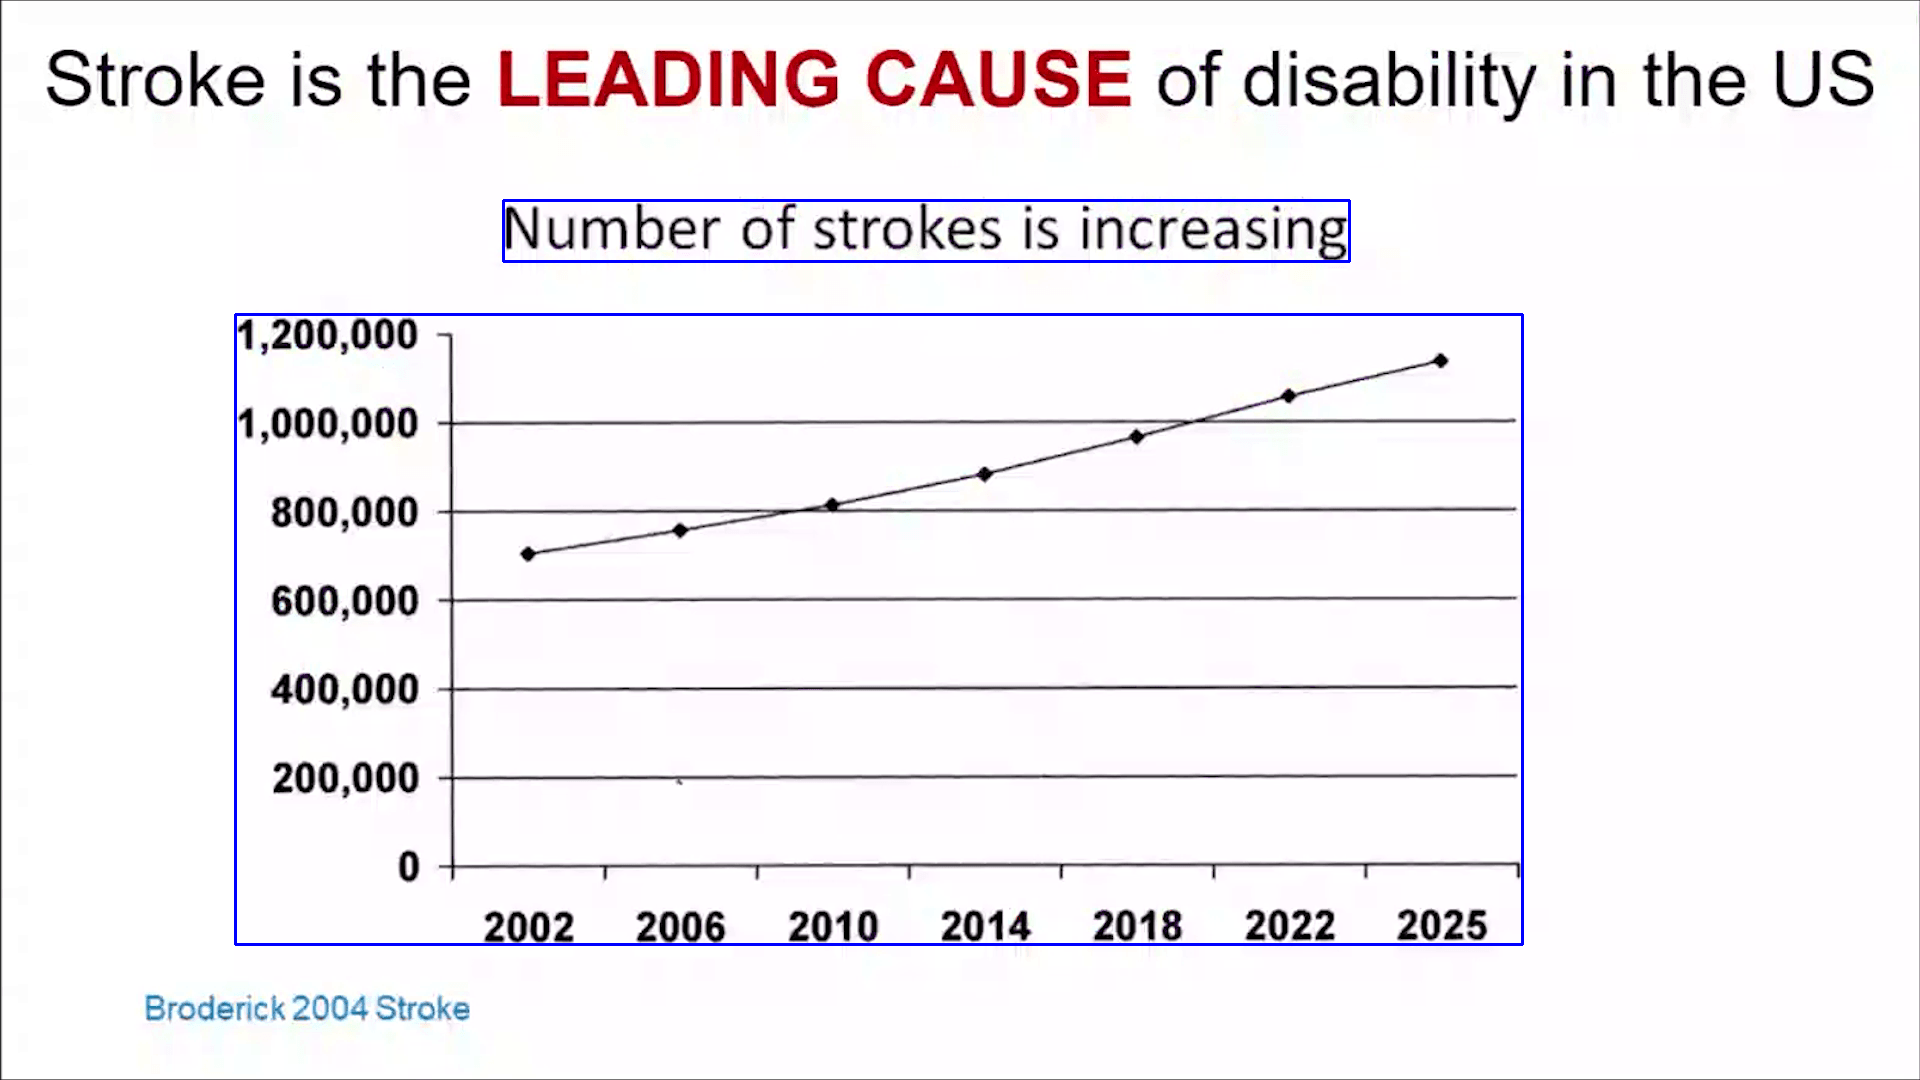 Stroke is the LEADING CAUSE of disability in the US
Number of strokes is increasing
1,200,000
1,000,000
800,000
600,000
400,000
200,000
0
2002 2006 2010 2014 2018 2022 2025
Broderick 2004 Stroke